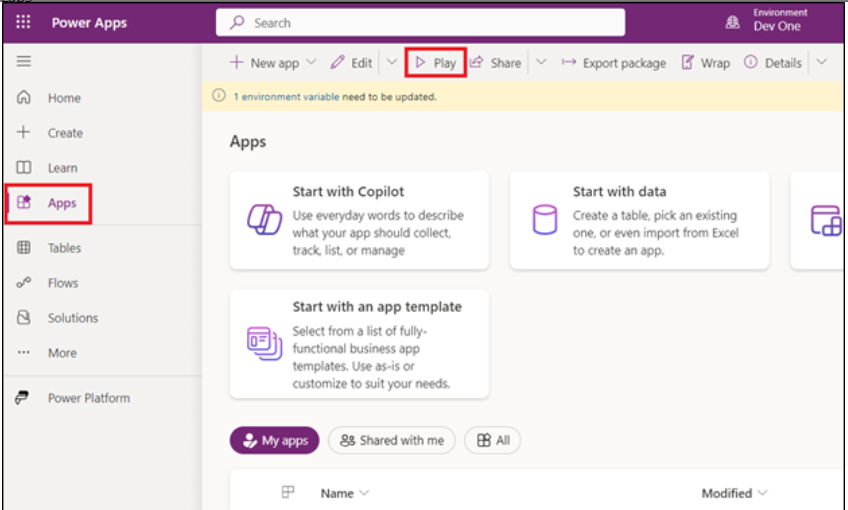 Power Apps
Search
Environment
Dev One
New app
Edit
Play
Share
Export package
Wrap
Details
1 environment variable need to be updated.
Home
Create
Learn
Apps
Tables
Flows
Solutions
More
Power Platform
Apps
Start with Copilot
Use everyday words to describe
what your app should collect,
track, list, or manage
Start with data
Create a table, pick an existing
one, or even import from Excel
to create an app.
Start with an app template
Select from a list of fully-
functional business app
templates. Use as-is or
customize to suit your needs.
My apps
Shared with me
All
Name
Modified